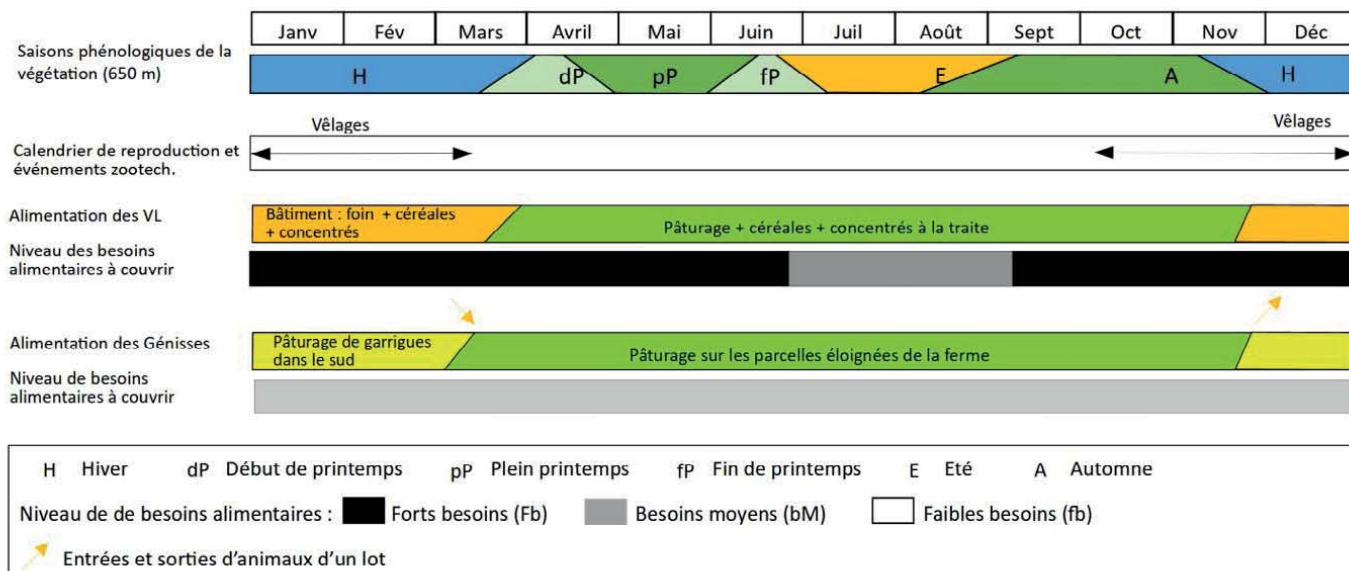 Janv Fév Mars Avril Mai Juin Juil Août Sept Oct Nov Déc
Saisons phénologiques de la
végétation (650 m)
H dP pP fP E A H
Vêlages Vêlages
Calendrier de reproduction et
événements zootech.
Alimentation des VL
Bâtiment : foin + céréales
+ concentrés
Pâturage + céréales + concentrés à la traite
Niveau des besoins
alimentaires à couvrir
Alimentation des Génisses
Pâturage de garrigues
dans le sud
Pâturage sur les parcelles éloignées de la ferme
Niveau de besoins
alimentaires à couvrir
H Hiver dP Début de printemps pP Plein printemps fP Fin de printemps E Eté A Automne
Niveau de de besoins alimentaires : Forts besoins (Fb) Besoins moyens (bM) Faibles besoins (fb)
Entrées et sorties d'animaux d'un lot